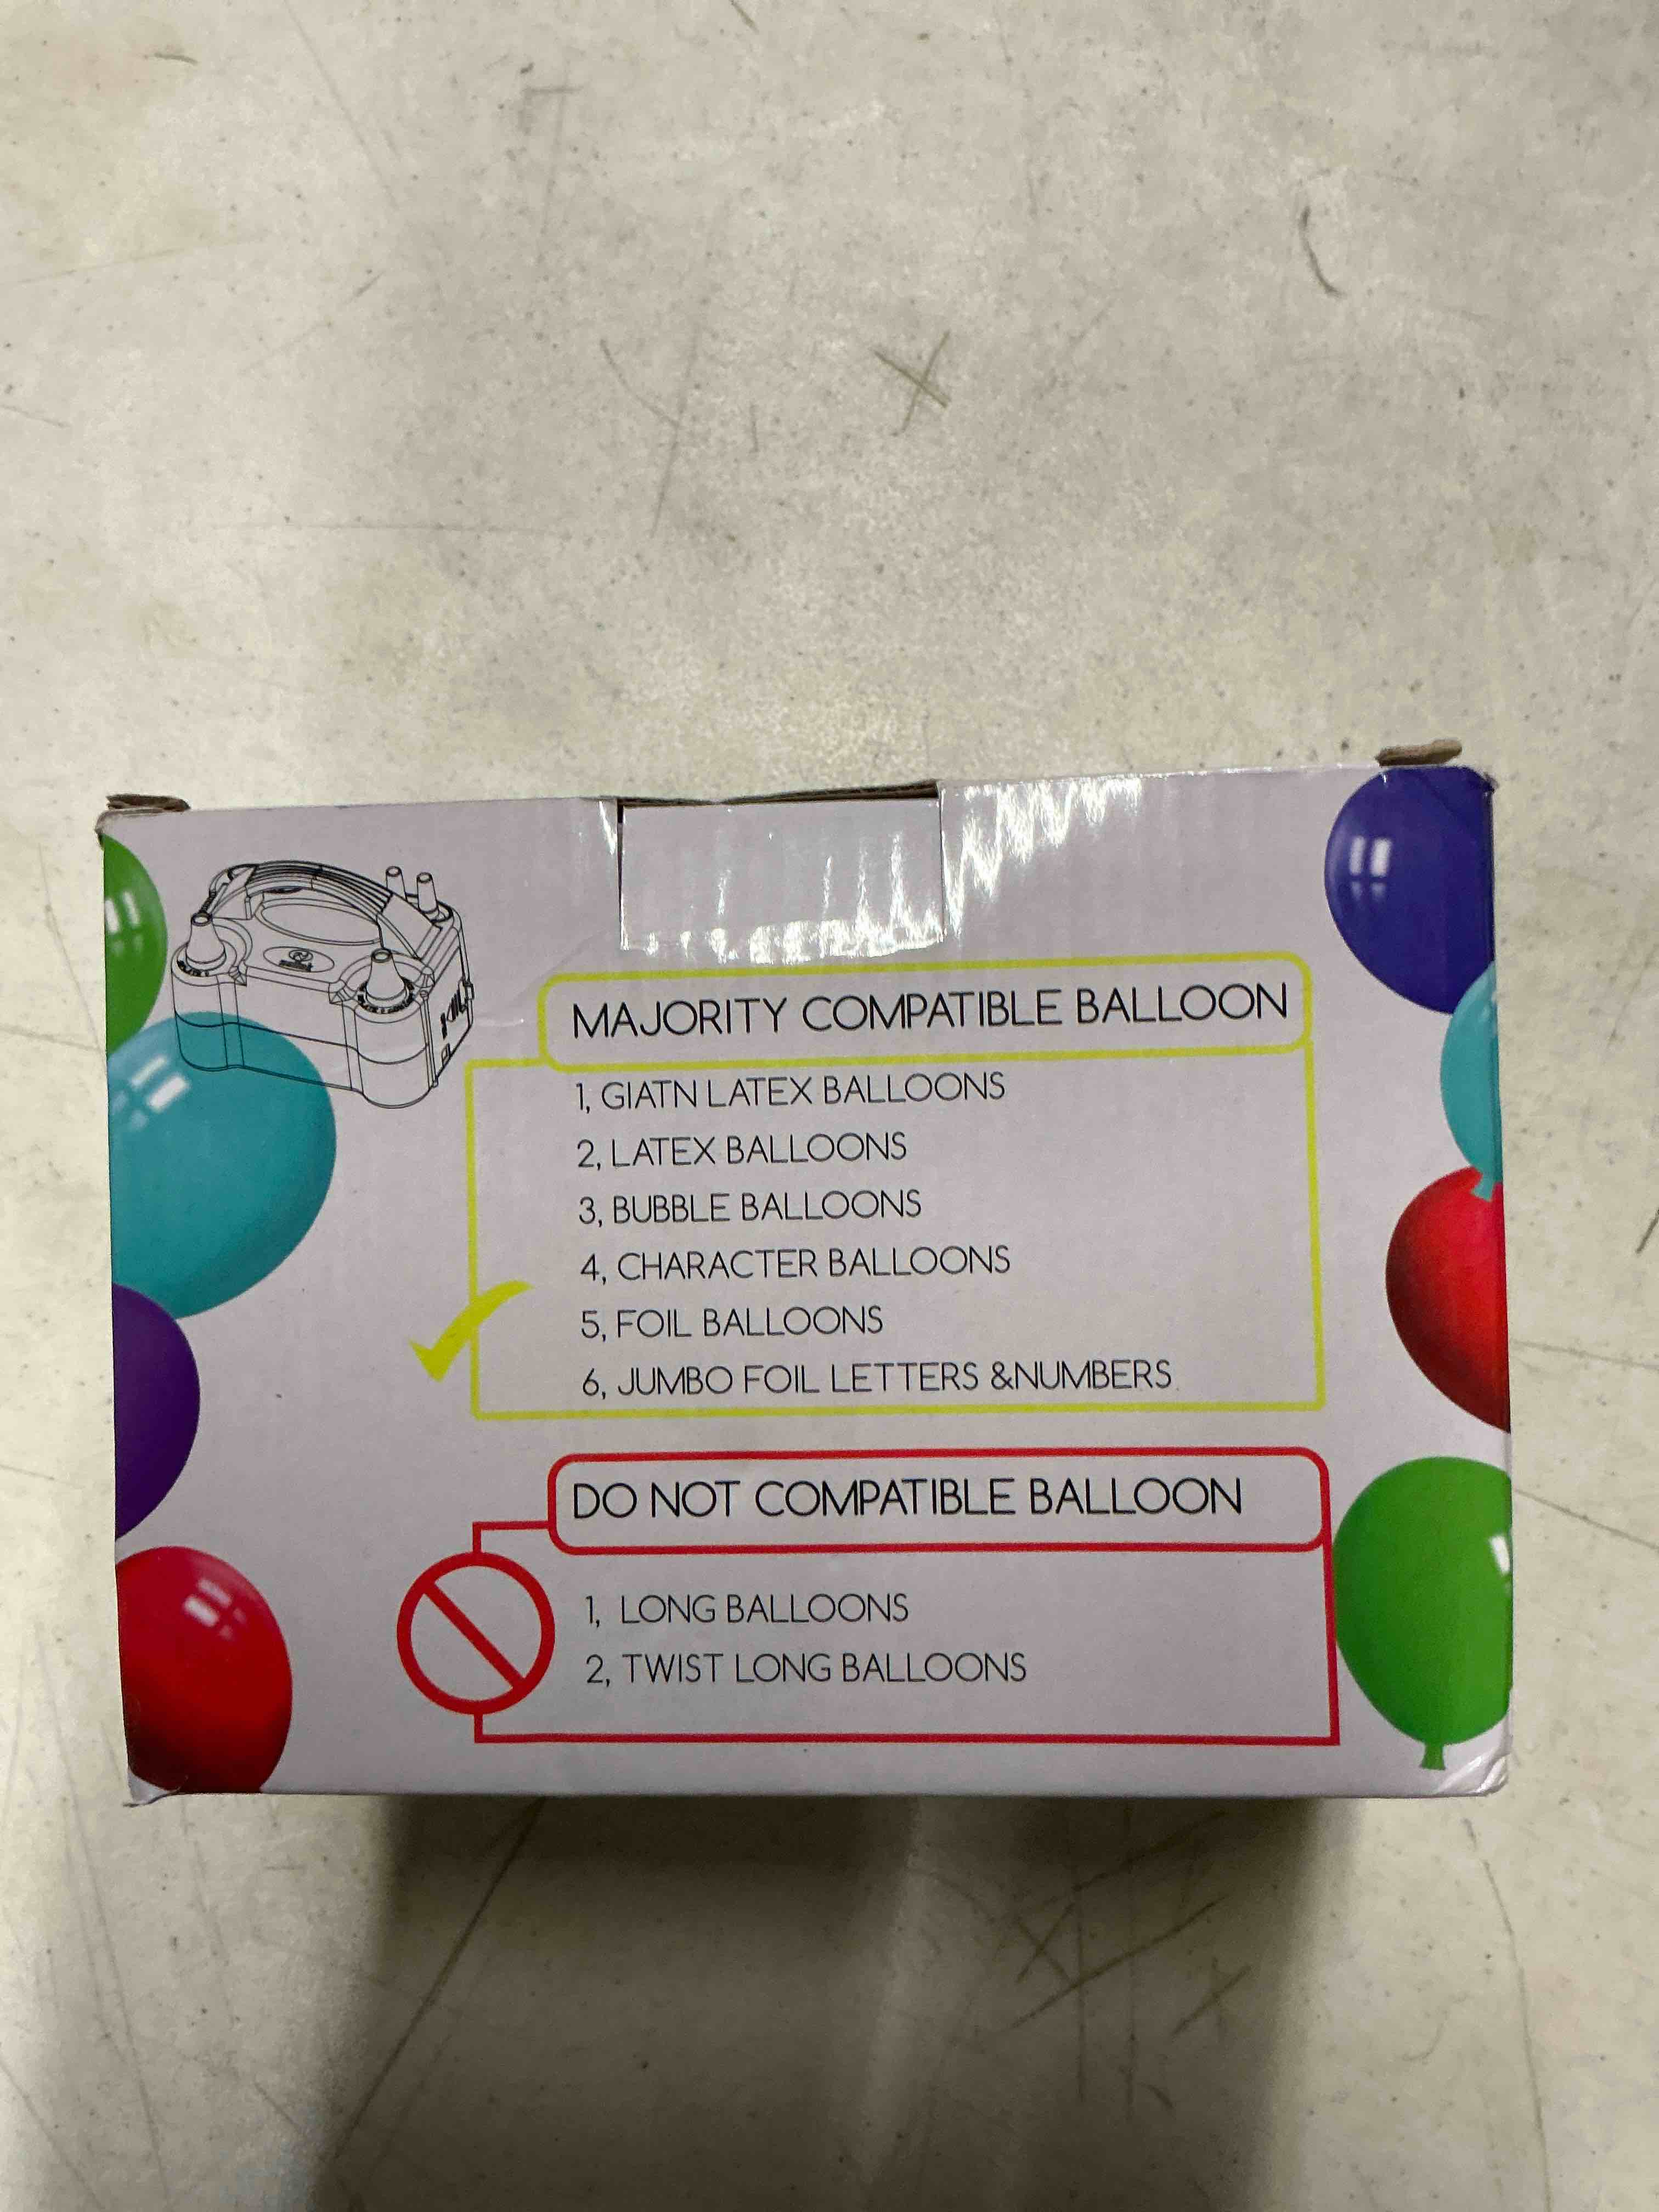 MAJORITY COMPATIBLE BALLOON
1, GIATN LATEX BALLOONS
2, LATEX BALLOONS
3, BUBBLE BALLOONS
4, CHARACTER BALLOONS
5, FOIL BALLOONS
6, JUMBO FOIL LETTERS &NUMBERS.
DO NOT COMPATIBLE BALLOON
1, LONG BALLOONS
2, TWIST LONG BALLOONS